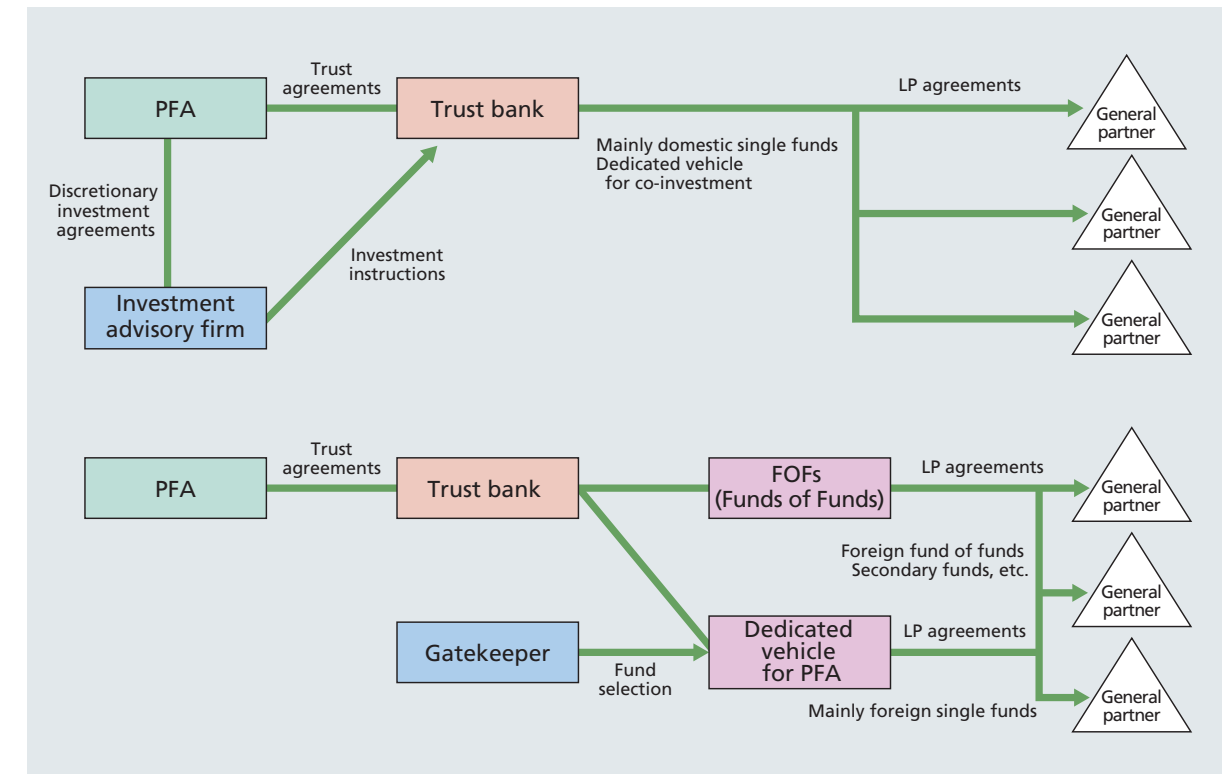 Trust
agreements
PFA
Trust bank
LP agreements
General
partner
Mainly domestic single funds
Dedicated vehicle
for co-investment
Discretionary
investment
agreements
General
partner
Investment
instructions
Investment
advisory firm
General
partner
Trust
agreements
PFA
Trust bank
FOFs
(Funds of Funds)
LP agreements
General
partner
Foreign fund of funds
Secondary funds, etc.
General
partner
Gatekeeper
Fund
selection
Dedicated
vehicle
for PFA
LP agreements
Mainly foreign single funds
General
partner